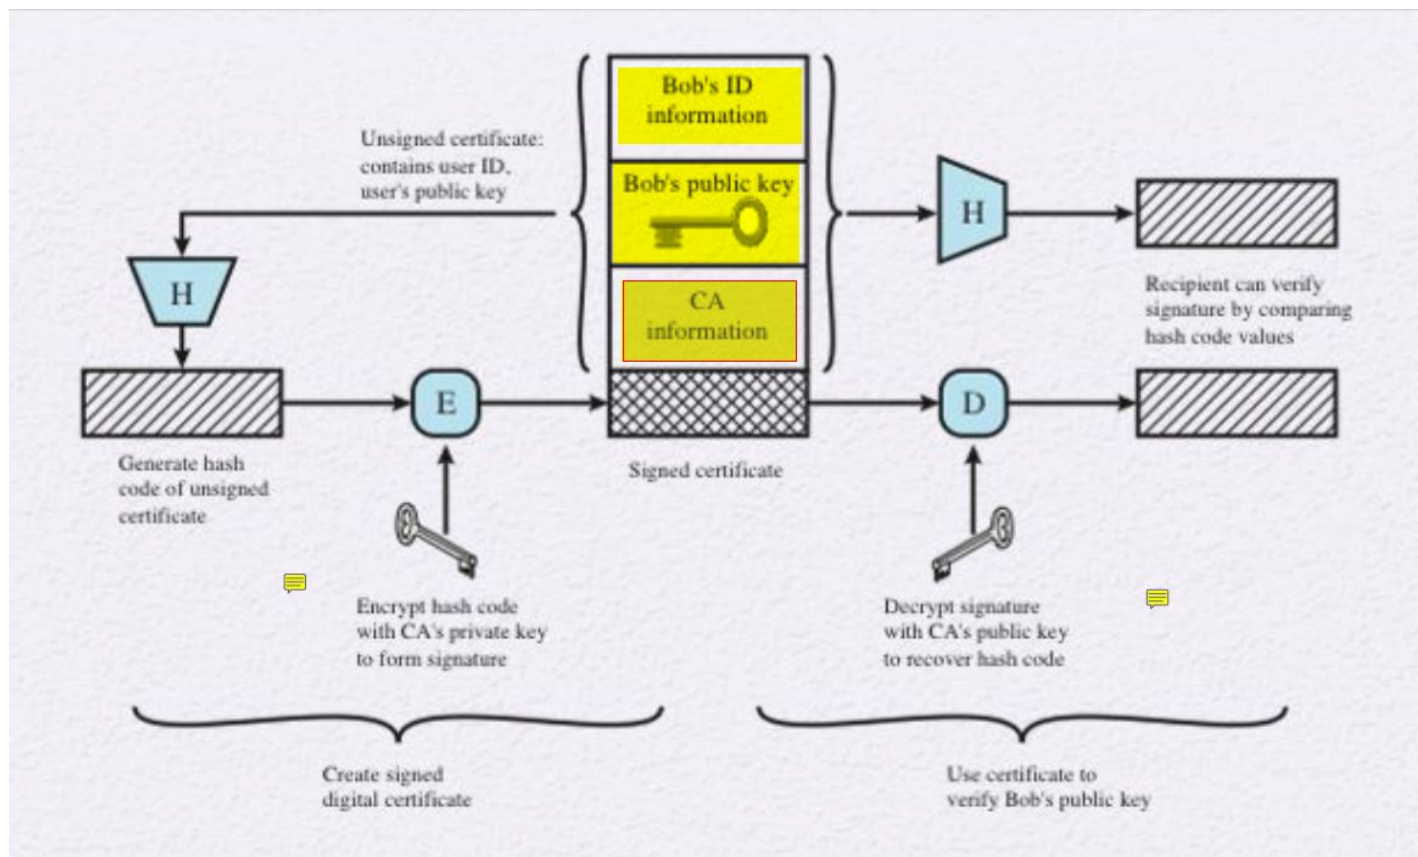 Bob's ID
information
Unsigned certificate:
contains user ID,
user's public key
Bob's public key
H
H
CA
information
Recipient can verify
signature by comparing
hash code values
E
D
Generate hash
code of unsigned
certificate
Signed certificate
Encrypt hash code
with CA's private key
to form signature
Decrypt signature
with CA's public key
to recover hash code
Create signed
digital certificate
Use certificate to
verify Bob's public key